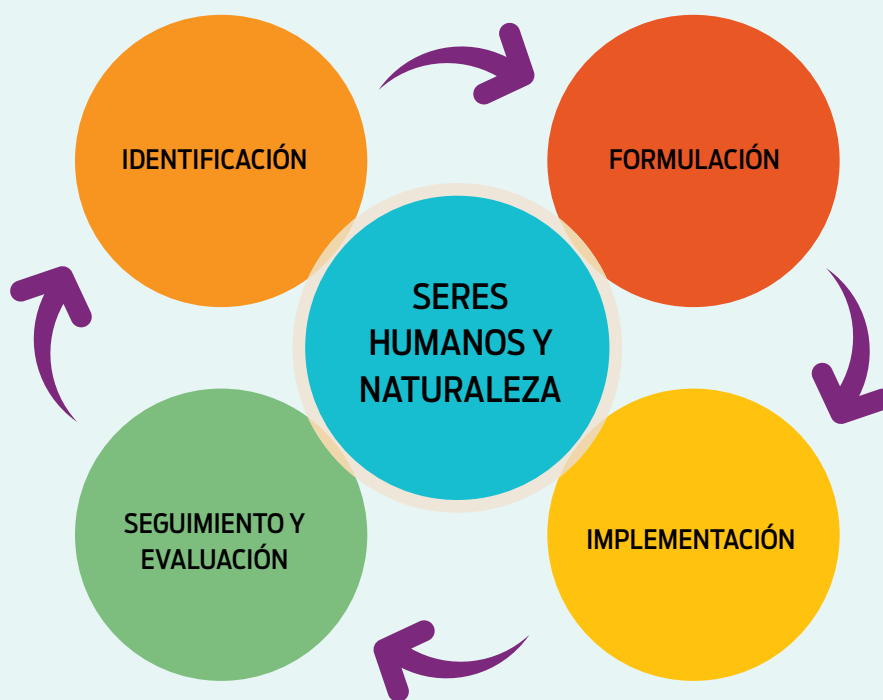 IDENTIFICACIÓN
FORMULACIÓN
SERES
HUMANOS Y
NATURALEZA
SEGUIMIENTO Y
EVALUACIÓN
IMPLEMENTACIÓN